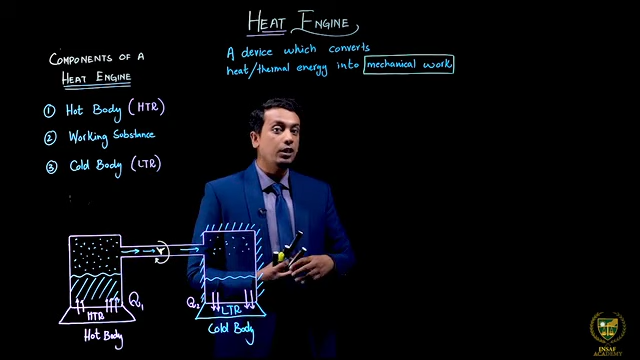 HEAT ENGINE
A device which converts
heat/thermal energy into mechanical work
COMPONENTS OF A
HEAT ENGINE
① Hot Body (HTR)
② Working Substance
③ Cold Body (LTR)
Q1
HTR
Hot Body
Q2
LTR
Cold Body
INSAF
ACADEMY